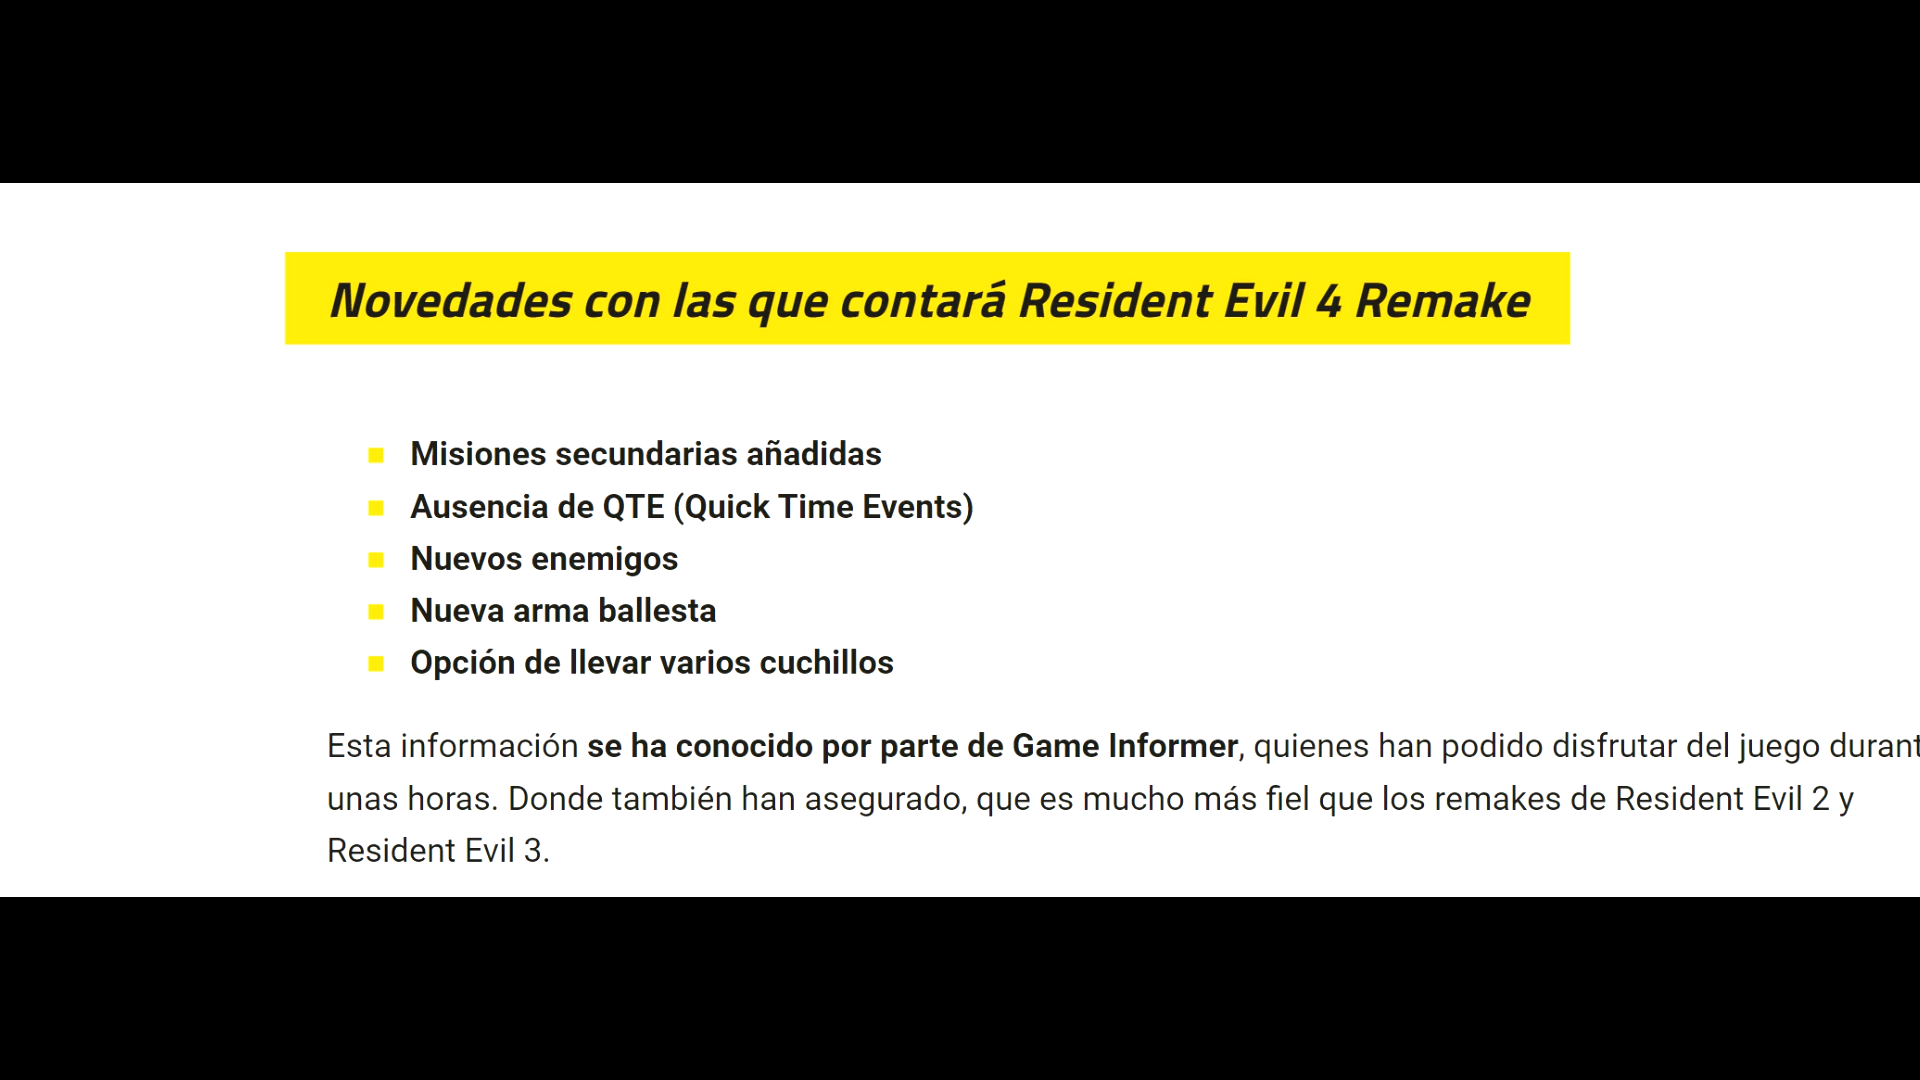 Novedades con las que contará Resident Evil 4 Remake
Misiones secundarias añadidas
Ausencia de QTE (Quick Time Events)
Nuevos enemigos
Nueva arma ballesta
Opción de llevar varios cuchillos
Esta información se ha conocido por parte de Game Informer, quienes han podido disfrutar del juego durant
unas horas. Donde también han asegurado, que es mucho más fiel que los remakes de Resident Evil 2 y
Resident Evil 3.